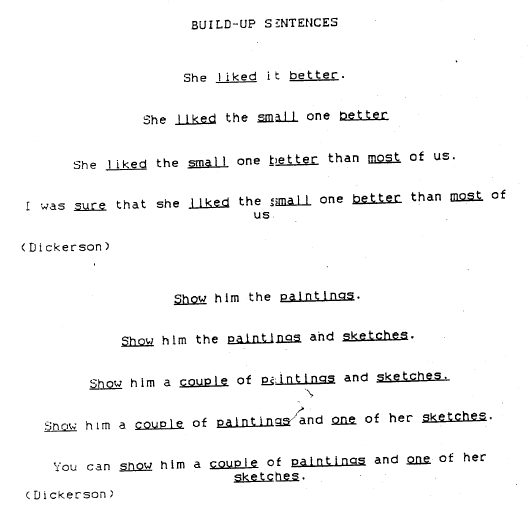 BUILD-UP SENTENCES
She liked it better.
She liked the small one better
She liked the small one better than most of us.
I was sure that she liked the small one better than most of
us
(Dickerson)
Show him the paintings.
Show him the paintings and sketches.
Show him a couple of paintings and sketches.
Show him a couple of paintings and one of her sketches.
You can show him a couple of paintings and one of her
sketches.
(Dickerson)